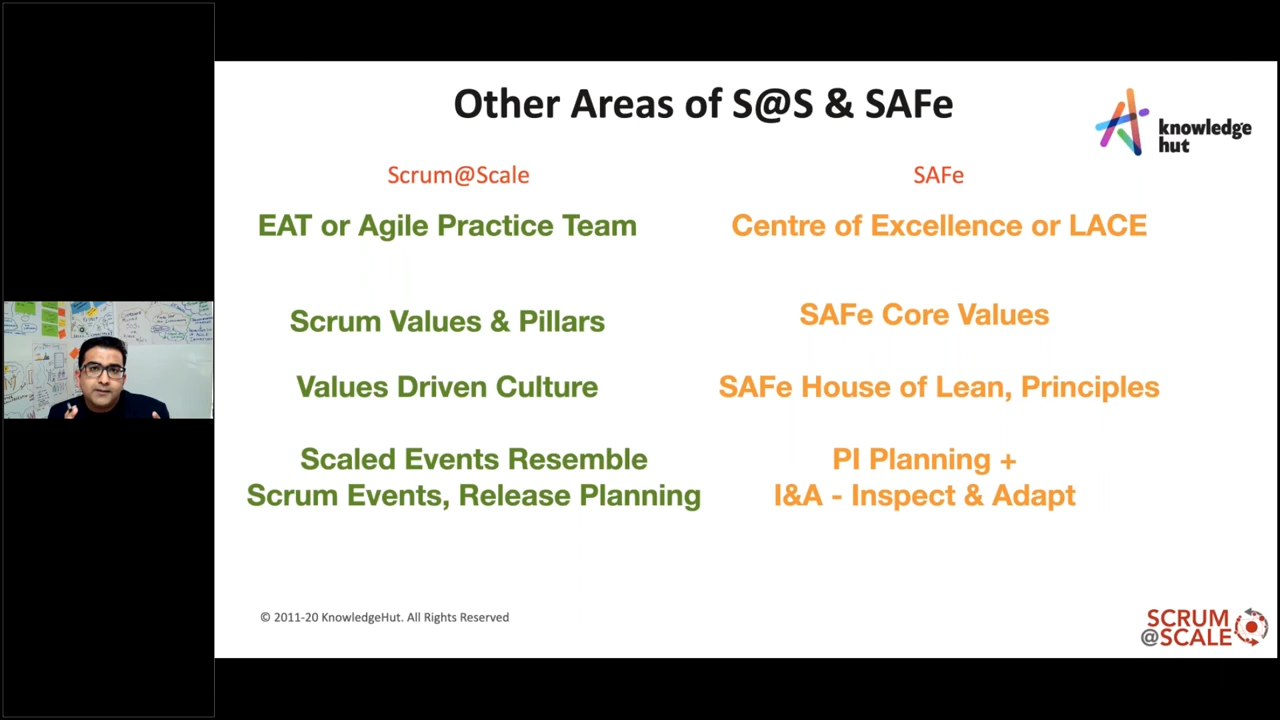 Other Areas of S@S & SAFe
knowledge
hut
Scrum@Scale
SAFe
EAT or Agile Practice Team
Centre of Excellence or LACE
Scrum Values & Pillars
SAFe Core Values
Values Driven Culture
SAFe House of Lean, Principles
Scaled Events Resemble
Scrum Events, Release Planning
PI Planning +
I&A - Inspect & Adapt
© 2011-20 KnowledgeHut. All Rights Reserved
SCRUM
@SCALE